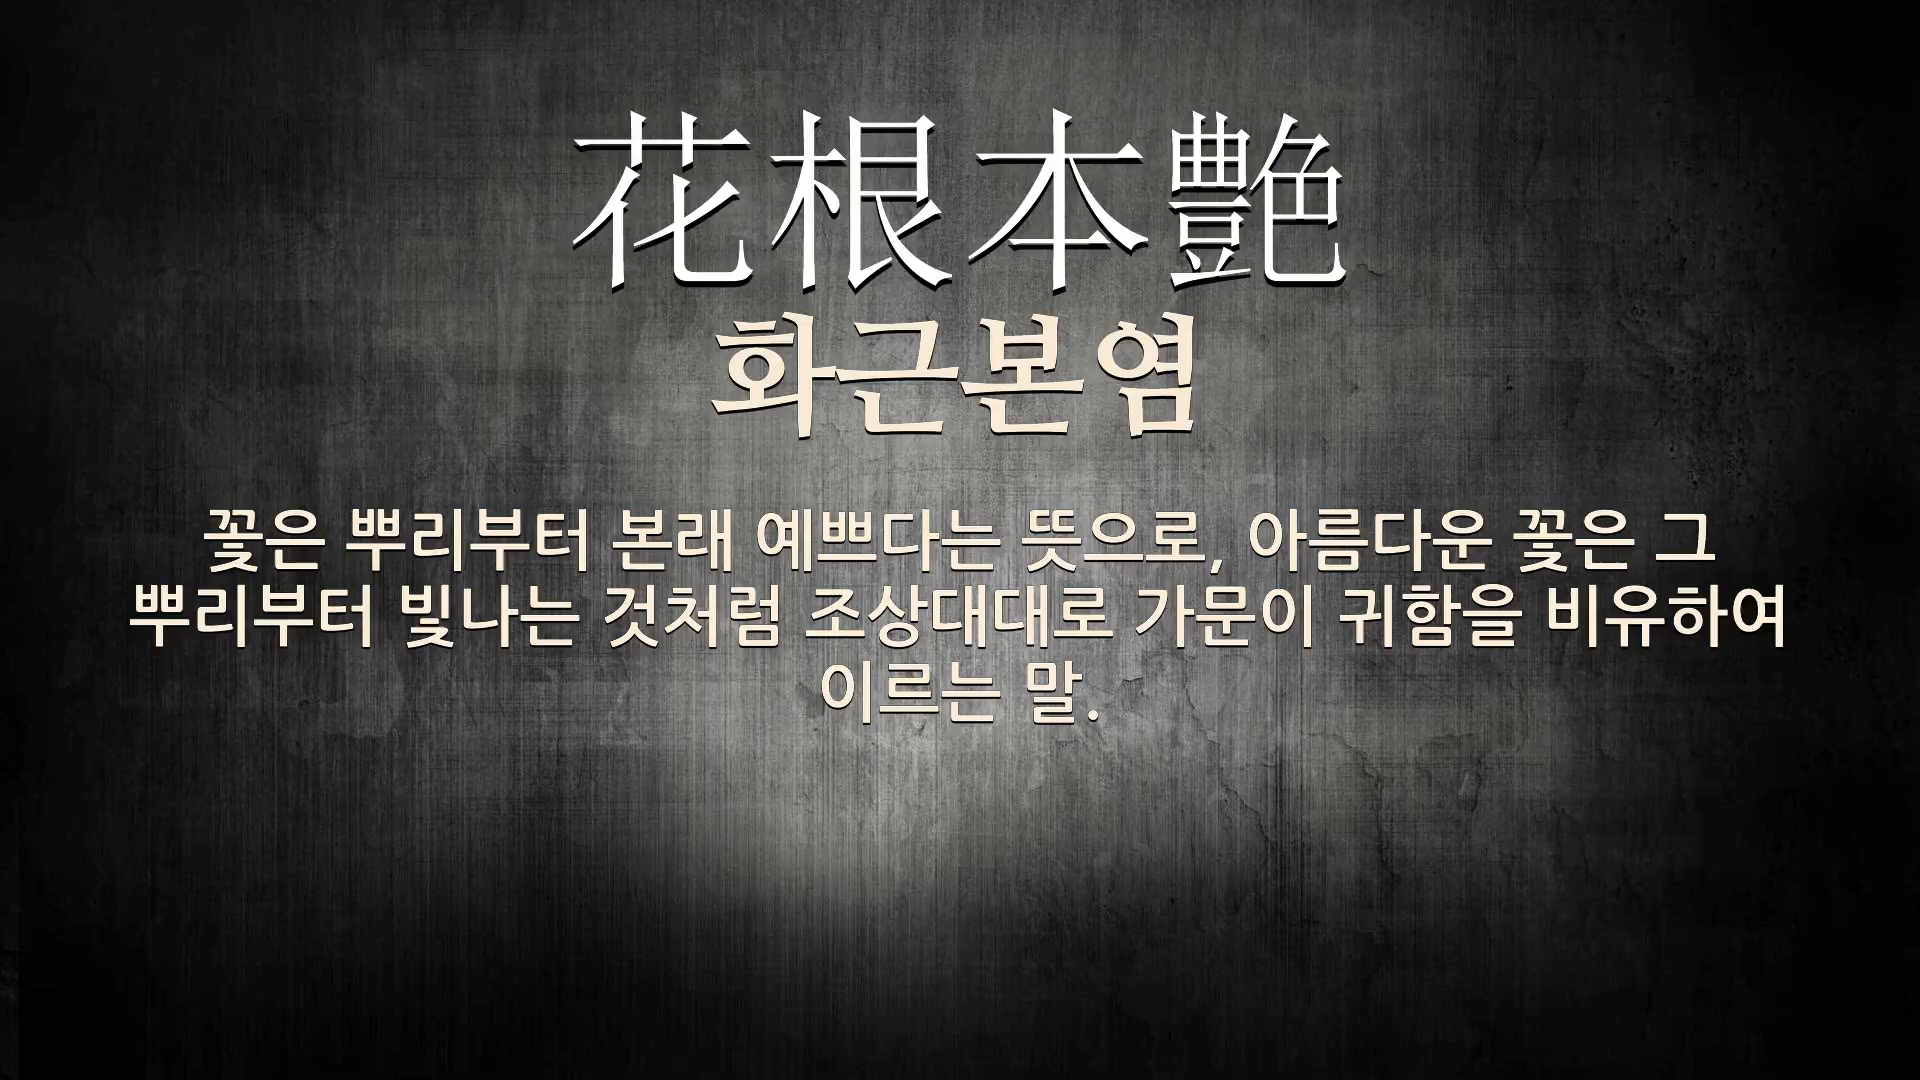 花根本艶
화근본염
꽃은 뿌리부터 본래 예쁘다는 뜻으로, 아름다운 꽃은 그
뿌리부터 빛나는 것처럼 조상대대로 가문이 귀함을 비유하여
이르는 말.